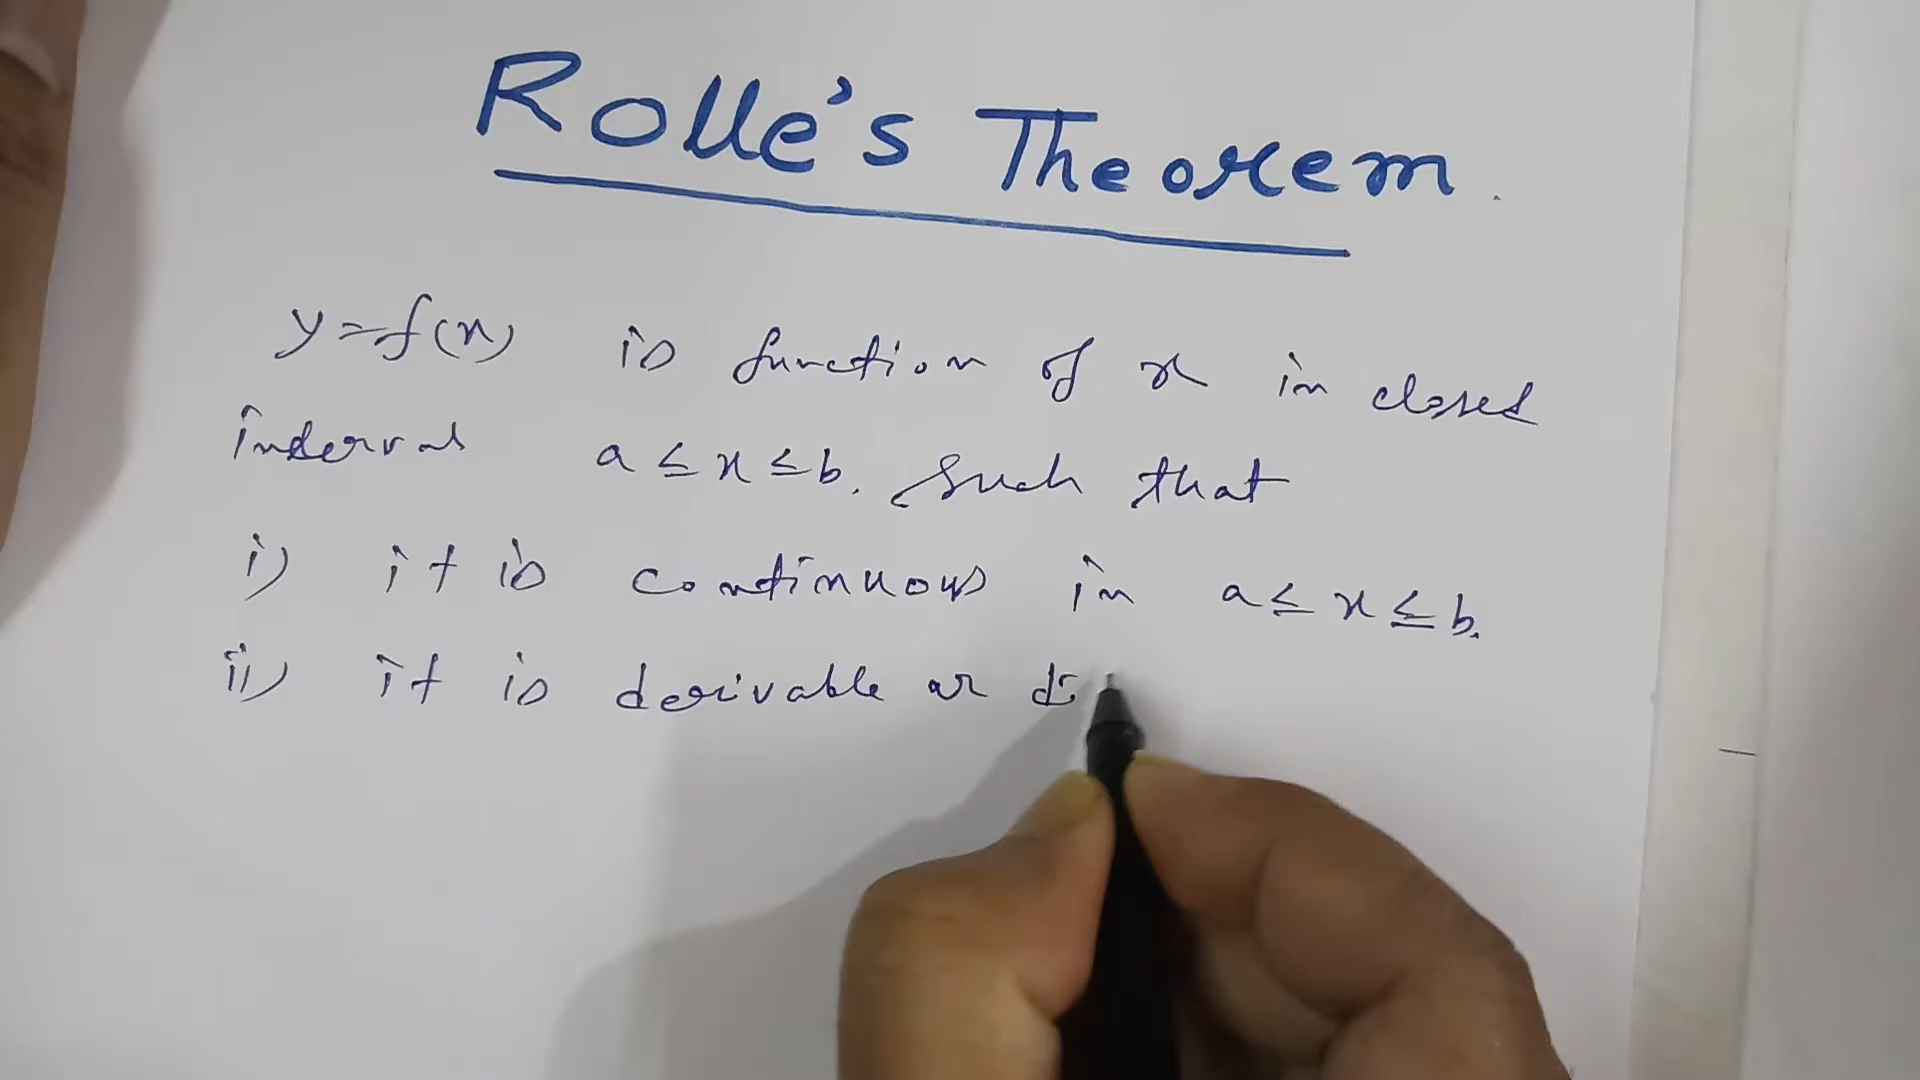 Rolle's Theorem.
y=f(x) is function of x in closed
interval a ≤ x ≤ b. Such that
i) it is continuous in a ≤ x ≤ b.
ii) it is derivable or di